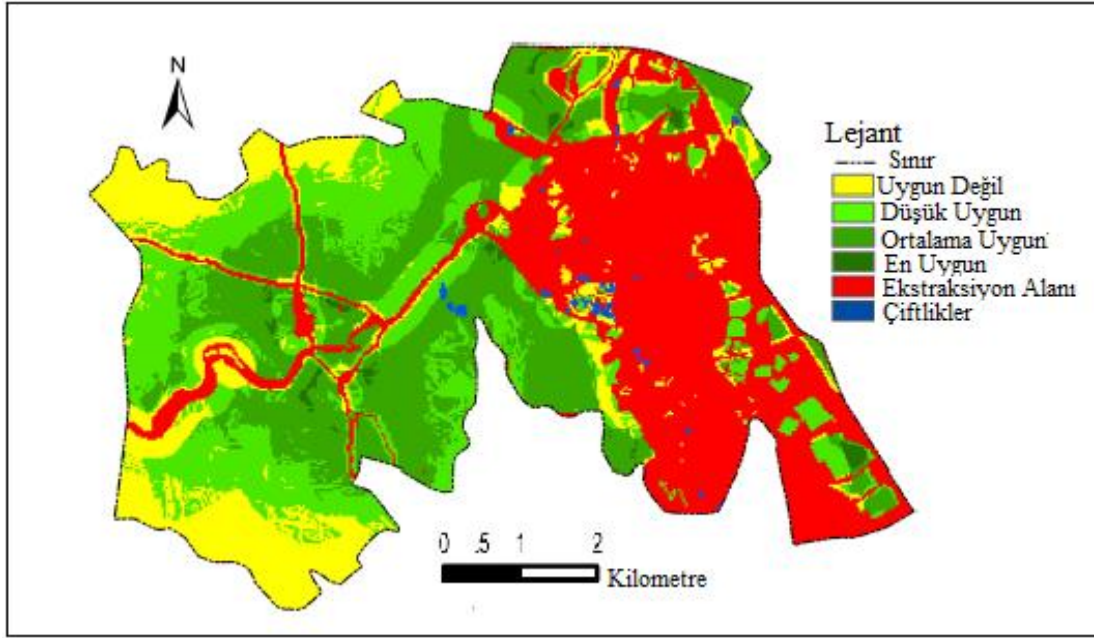 N
Lejant
Sınır
Uygun Değil
Düşük Uygun
Ortalama Uygun
En Uygun
Ekstraksiyon Alanı
Çiftlikler
0 .5 1 2
Kilometre